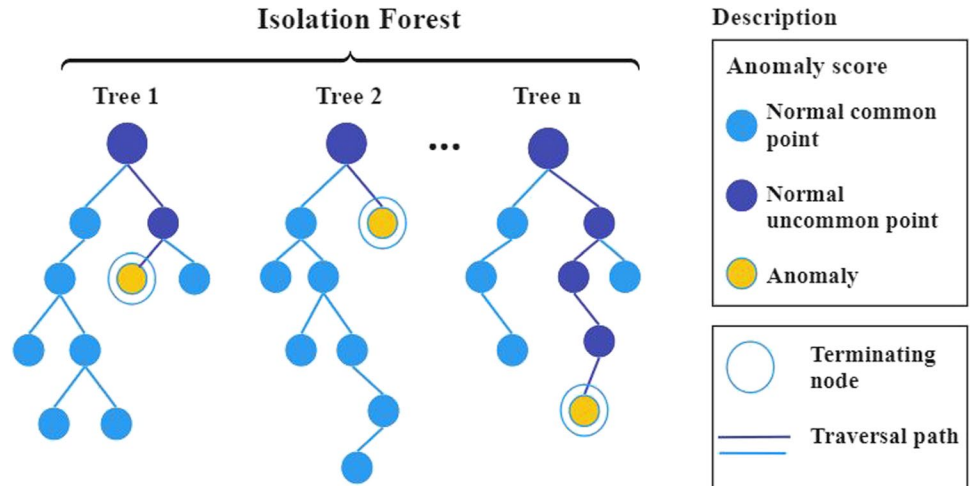 Isolation Forest
Tree 1
Tree 2
...
Tree n
Description
Anomaly score
Normal common
point
Normal
uncommon point
Anomaly
Terminating
node
Traversal path